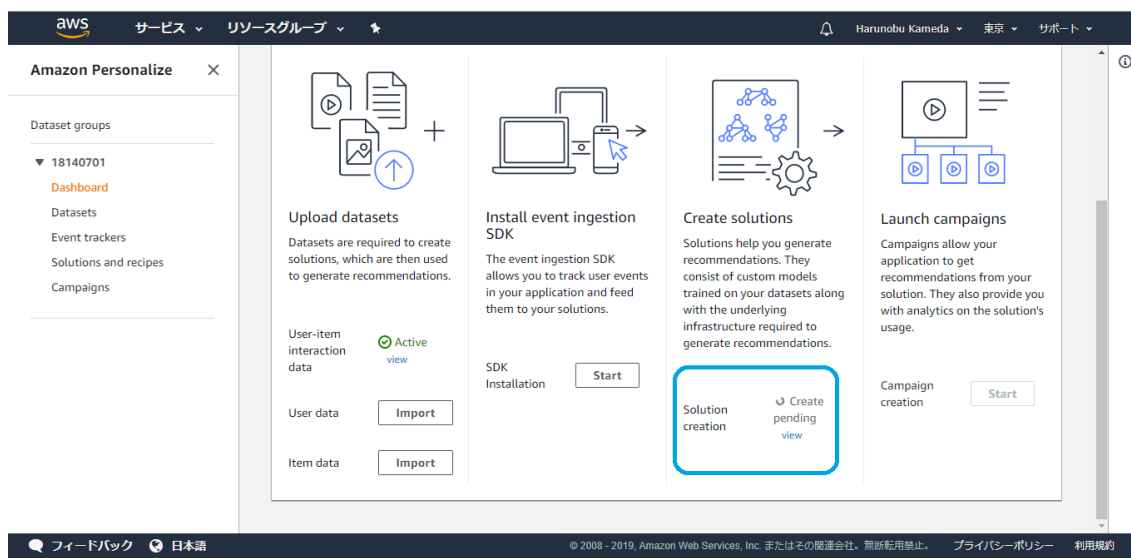 aws サービス リソースグループ Harunobu Kameda 東京 サポート
Amazon Personalize
Dataset groups
18140701
Dashboard
Datasets
Event trackers
Solutions and recipes
Campaigns
Upload datasets
Datasets are required to create
solutions, which are then used
to generate recommendations.
User-item
interaction
data
Active
view
User data
Import
Item data
Import
Install event ingestion
SDK
The event ingestion SDK
allows you to track user events
in your application and feed
them to your solutions.
SDK
Installation
Start
Create solutions
Solutions help you generate
recommendations. They
consist of custom models
trained on your datasets along
with the underlying
infrastructure required to
generate recommendations.
Solution
creation
Create
pending
view
Launch campaigns
Campaigns allow your
application to get
recommendations from your
solution. They also provide you
with analytics on the solution's
usage.
Campaign
creation
Start
フィードバック 日本語 © 2008 - 2019, Amazon Web Services, Inc. またはその関連会社。無断転用禁止。 プライバシーポリシー 利用規約